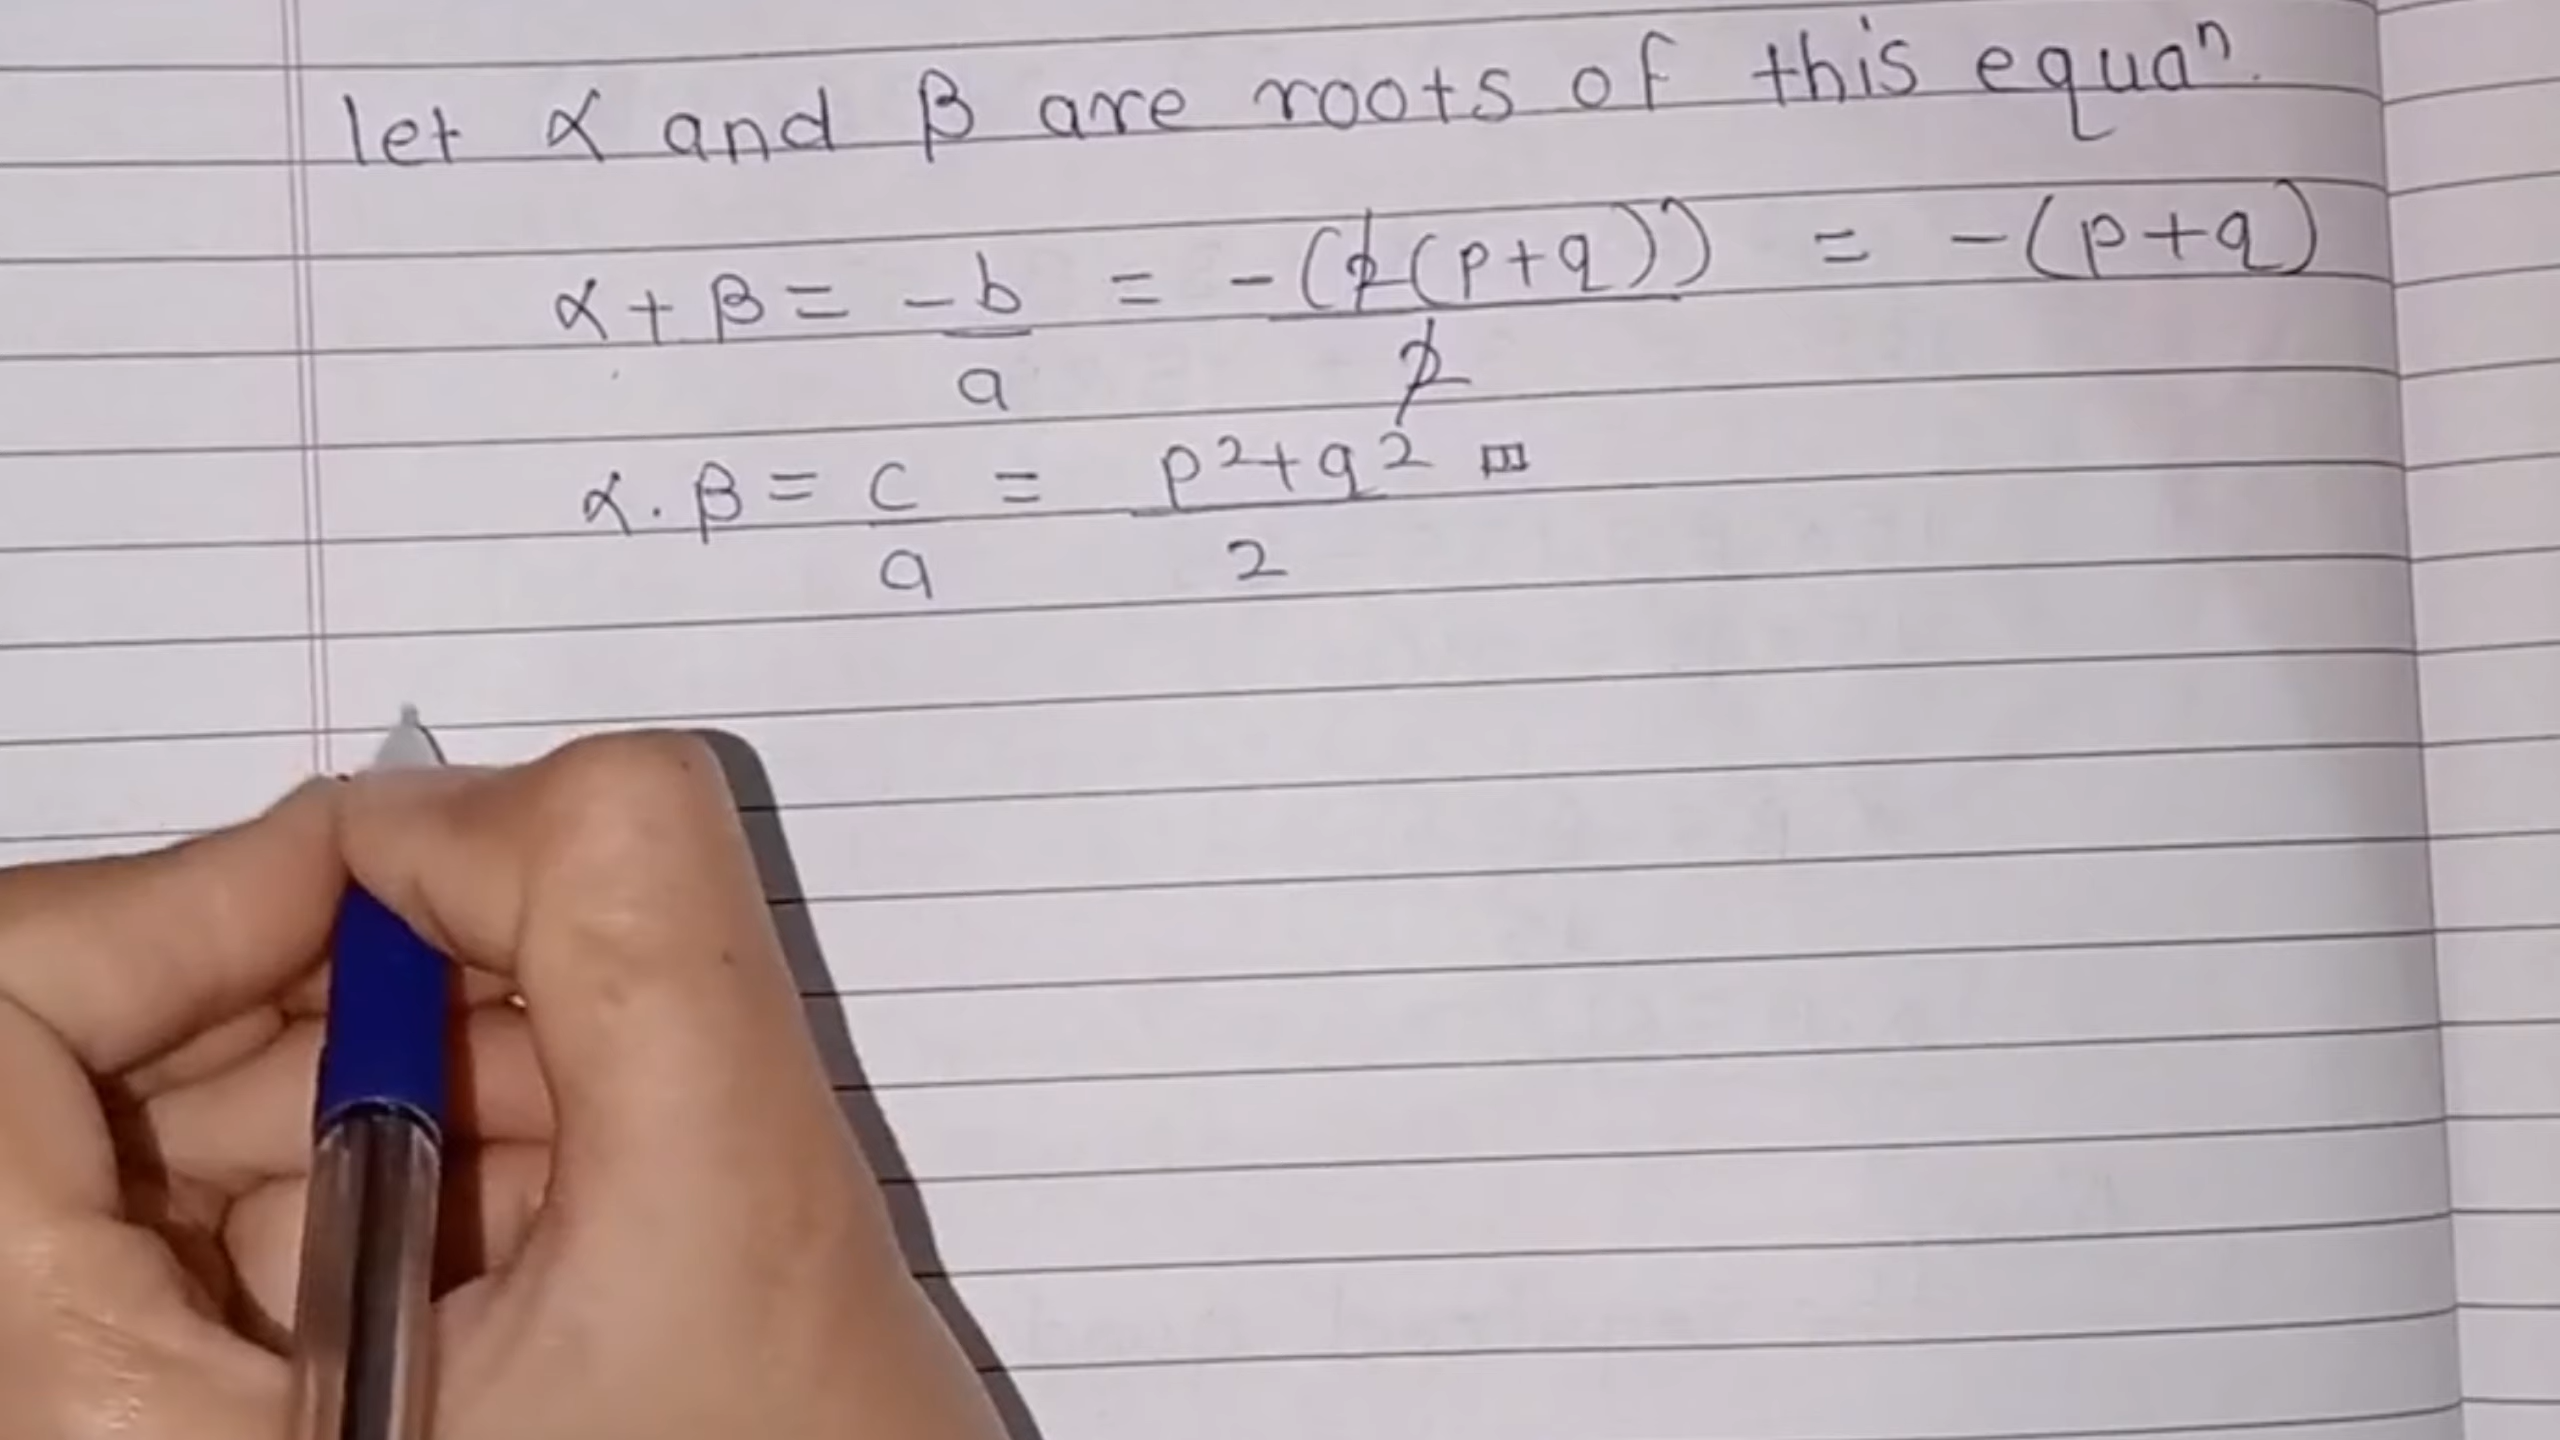 let α and β are roots of this equaⁿ.
α + β = -b/a = -(2(p+q))/2 = -(p+q)
α . β = c/a = p²+q²/2